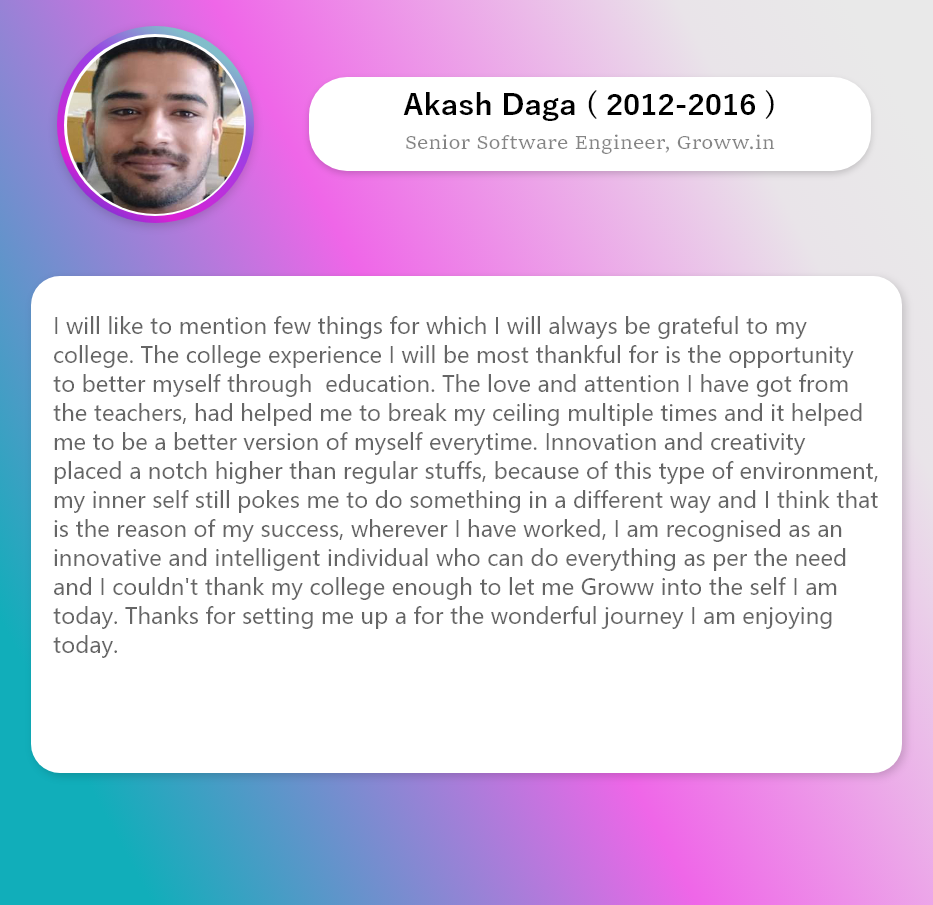 Akash Daga ( 2012-2016 )
Senior Software Engineer, Groww.in
I will like to mention few things for which I will always be grateful to my
college. The college experience I will be most thankful for is the opportunity
to better myself through  education. The love and attention I have got from
the teachers, had helped me to break my ceiling multiple times and it helped
me to be a better version of myself everytime. Innovation and creativity
placed a notch higher than regular stuffs, because of this type of environment,
my inner self still pokes me to do something in a different way and I think that
is the reason of my success, wherever I have worked, I am recognised as an
innovative and intelligent individual who can do everything as per the need
and I couldn't thank my college enough to let me Groww into the self I am
today. Thanks for setting me up a for the wonderful journey I am enjoying
today.